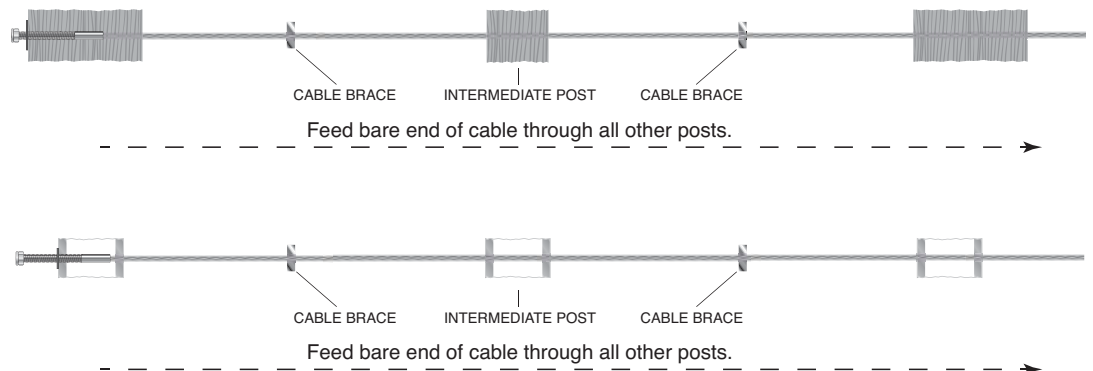 CABLE BRACE INTERMEDIATE POST CABLE BRACE
Feed bare end of cable through all other posts.
CABLE BRACE INTERMEDIATE POST CABLE BRACE
Feed bare end of cable through all other posts.